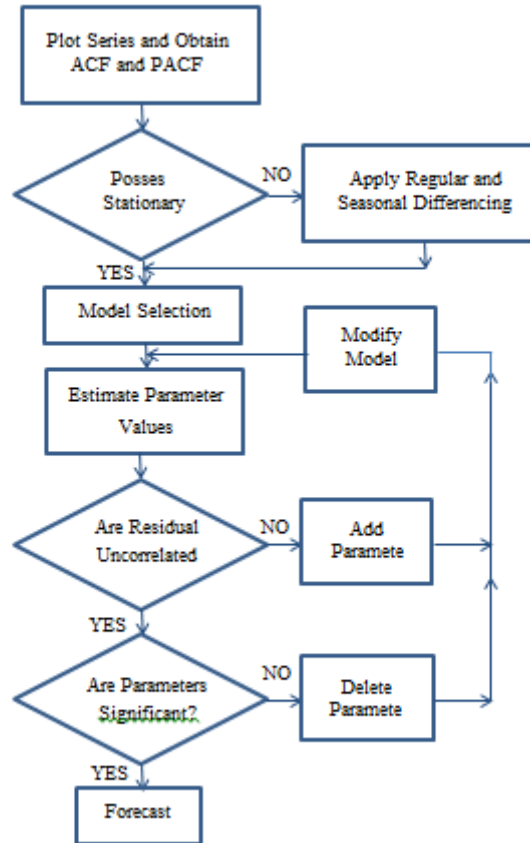 Plot Series and Obtain
ACF and PACF
Posses
Stationary
NO
Apply Regular and
Seasonal Differencing
YES
Model Selection
Modify
Model
Estimate Parameter
Values
Are Residual
Uncorrelated
NO
Add
Paramete
YES
Are Parameters
Significant?
NO
Delete
Paramete
YES
Forecast